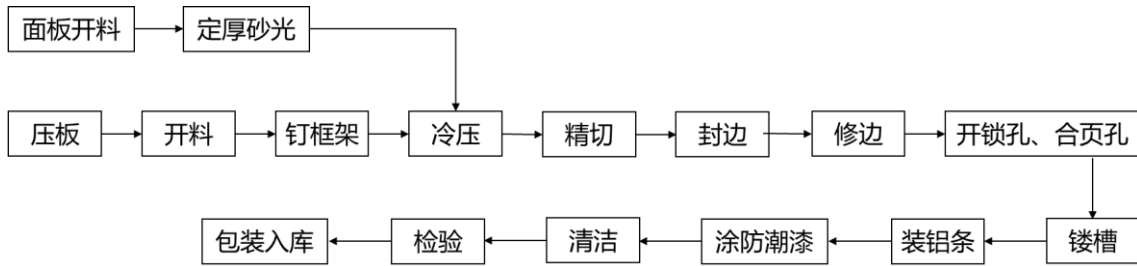 面板开料
定厚砂光
压板
开料
钉框架
冷压
精切
封边
修边
开锁孔、合页孔
包装入库
检验
清洁
涂防潮漆
装铝条
镂槽